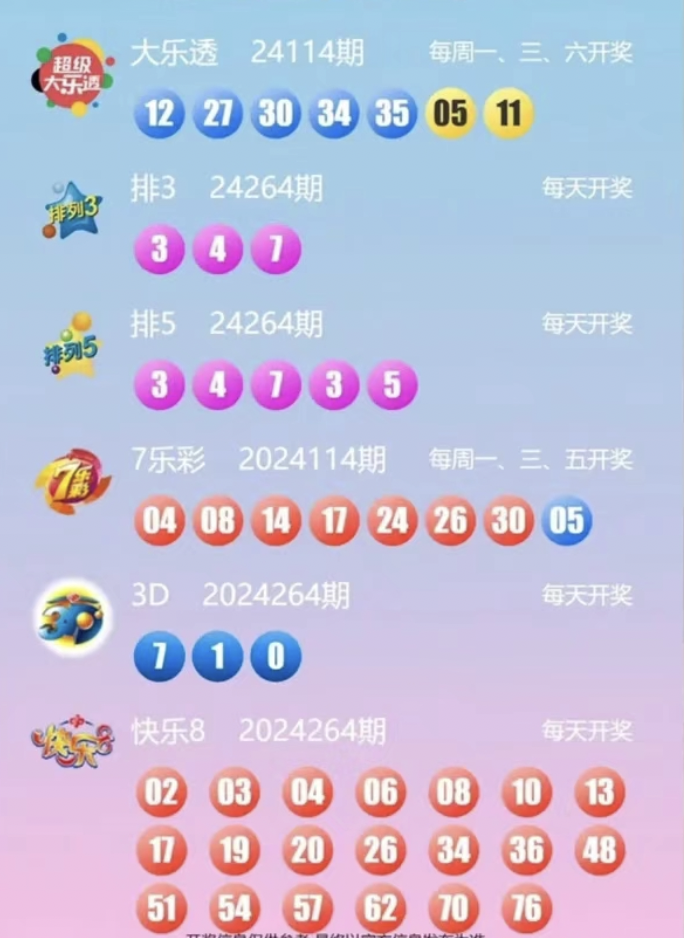 超级
大乐透
大乐透 24114期 每周一、三、六开奖
12 27 30 34 35 05 11
排列3
排3 24264期 每天开奖
3 4 7
排列5
排5 24264期 每天开奖
3 4 7 3 5
7乐彩
7乐彩 2024114期 每周一、三、五开奖
04 08 14 17 24 26 30 05
3D
3D 2024264期 每天开奖
7 1 0
快乐8
快乐8 2024264期 每天开奖
02 03 04 06 08 10 13
17 19 20 26 34 36 48
51 54 57 62 70 76